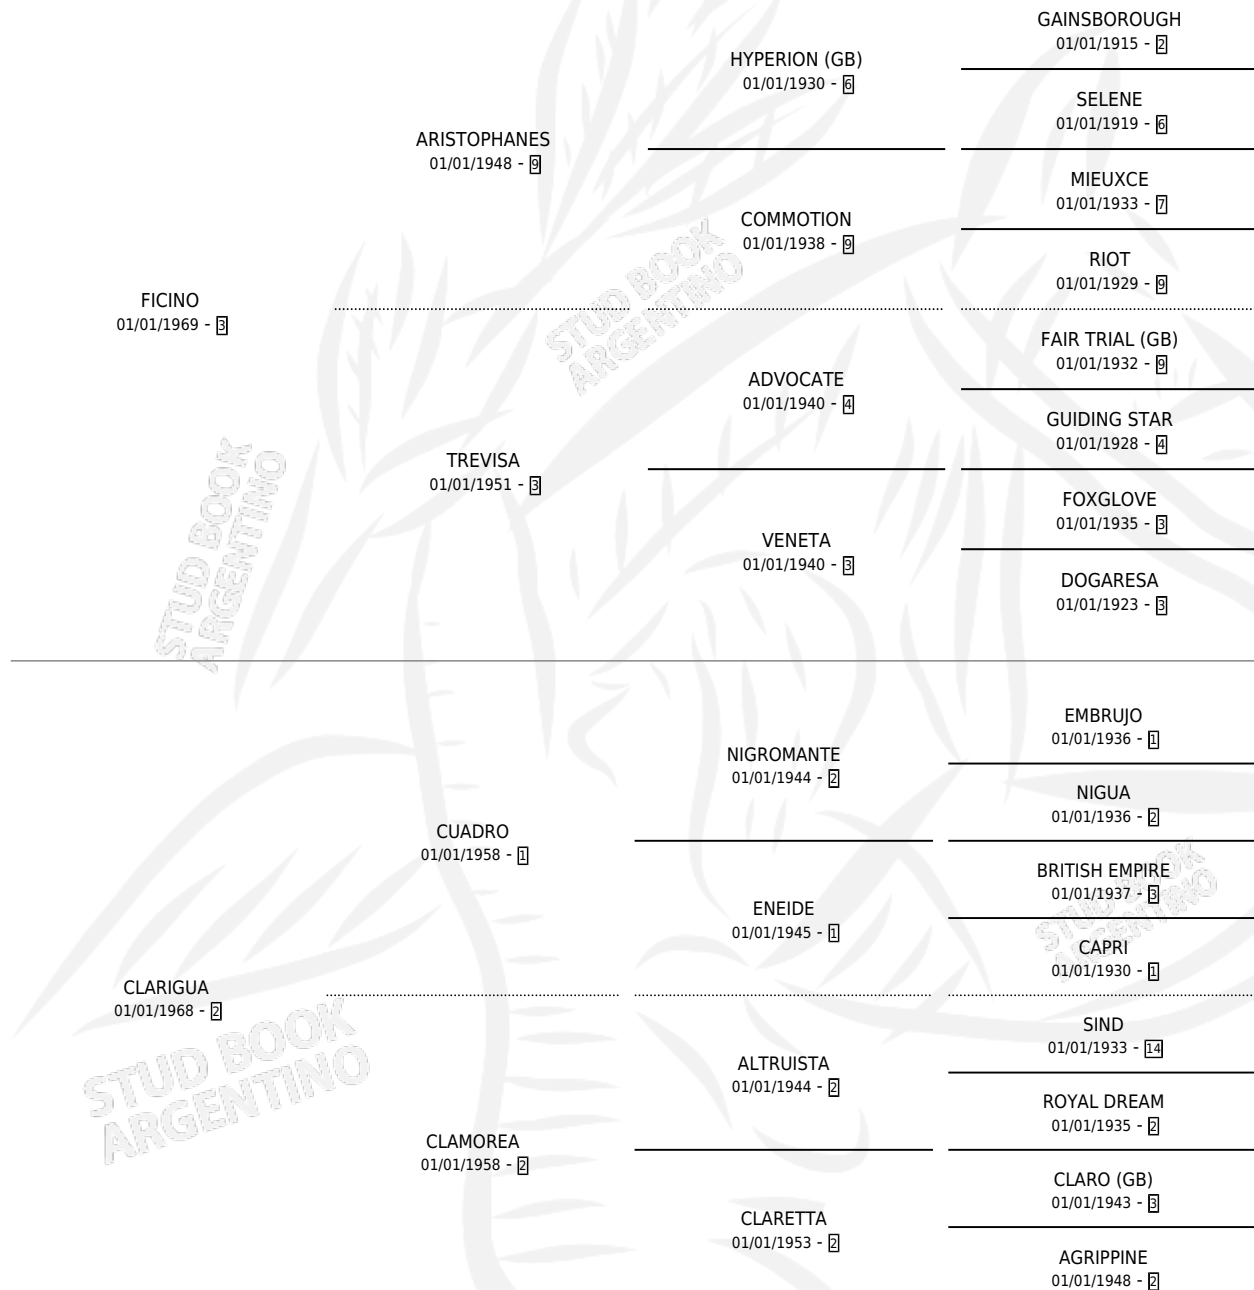 GAINSBOROUGH
01/01/1915 - 2
HYPERION (GB)
01/01/1930 - 6
SELENE
01/01/1919 - 6
ARISTOPHANES
01/01/1948 - 9
MIEUXCE
01/01/1933 - 7
COMMOTION
01/01/1938 - 9
RIOT
01/01/1929 - 9
FICINO
01/01/1969 - 3
STUD BOOK
ARGENTINO
FAIR TRIAL (GB)
01/01/1932 - 9
ADVOCATE
01/01/1940 - 4
GUIDING STAR
01/01/1928 - 4
TREVISA
01/01/1951 - 3
FOXGLOVE
01/01/1935 - 3
VENETA
01/01/1940 - 3
DOGARESA
01/01/1923 - 3
STUD BOOK
ARGENTINO
EMBRUJO
01/01/1936 - 1
NIGROMANTE
01/01/1944 - 2
NIGUA
01/01/1936 - 2
CUADRO
01/01/1958 - 1
BRITISH EMPIRE
01/01/1937 - 3
ENEIDE
01/01/1945 - 1
STUD BOOK
ARGENTINO
CAPRI
01/01/1930 - 1
CLARIGUA
01/01/1968 - 2
SIND
01/01/1933 - 14
STUD BOOK
ARGENTINO
ALTRUISTA
01/01/1944 - 2
ROYAL DREAM
01/01/1935 - 2
CLAMOREA
01/01/1958 - 2
CLARO (GB)
01/01/1943 - 3
CLARETTA
01/01/1953 - 2
AGRIPPINE
01/01/1948 - 2